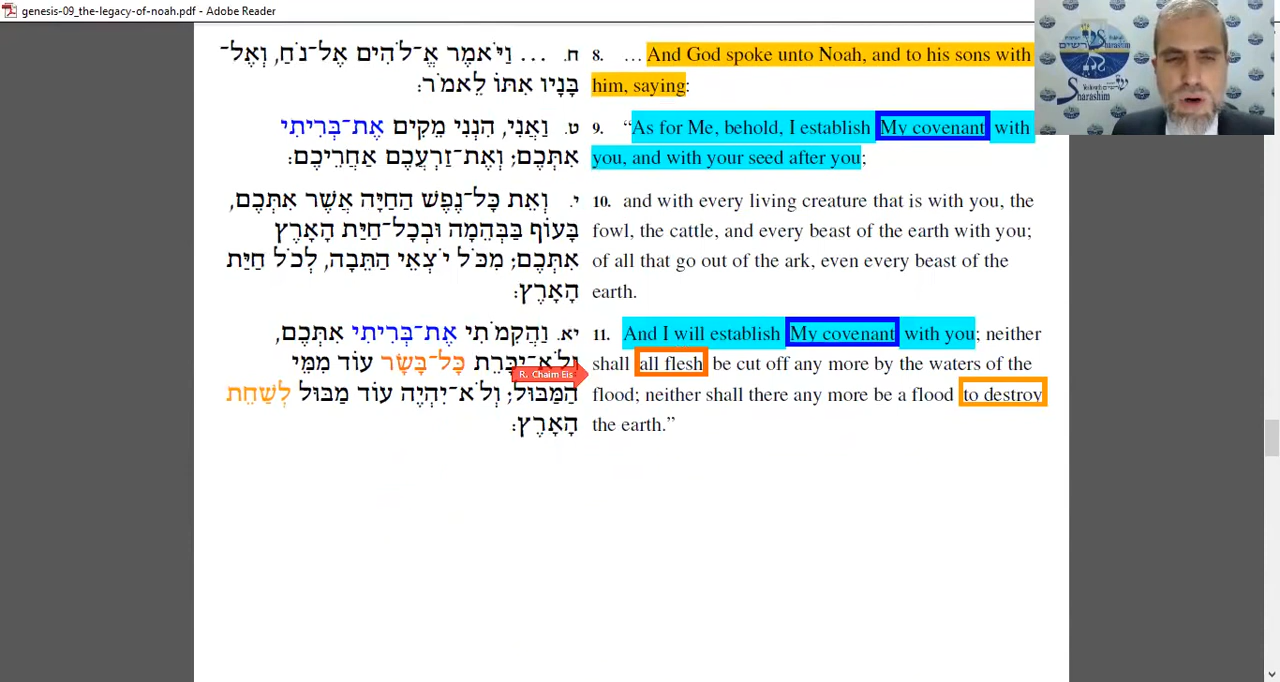 genesis-09_the-legacy-of-noah.pdf - Adobe Reader
ח. ... וַיֹּאמֶר אֱ־לֹהִים אֶל־נֹחַ, וְאֶל־
בָּנָיו אִתּוֹ לֵאמֹר:
8. ... And God spoke unto Noah, and to his sons with
him, saying:
ט. וַאֲנִי, הִנְנִי מֵקִים אֶת־בְּרִיתִי
אִתְּכֶם; וְאֶת־זַרְעֲכֶם אַחֲרֵיכֶם:
9. “As for Me, behold, I establish My covenant with
you, and with your seed after you;
י. וְאֵת כָּל־נֶפֶשׁ הַחַיָּה אֲשֶׁר אִתְּכֶם,
בָּעוֹף בַּבְּהֵמָה וּבְכָל־חַיַּת הָאָרֶץ
אִתְּכֶם; מִכֹּל יֹצְאֵי הַתֵּבָה, לְכֹל חַיַּת
הָאָרֶץ:
10. and with every living creature that is with you, the
fowl, the cattle, and every beast of the earth with you;
of all that go out of the ark, even every beast of the
earth.
יא. וַהֲקִמֹתִי אֶת־בְּרִיתִי אִתְּכֶם,
וְלֹא־יִכָּרֵת כָּל־בָּשָׂר עוֹד מִמֵּי
הַמַּבּוּל; וְלֹא־יִהְיֶה עוֹד מַבּוּל לְשַׁחֵת
הָאָרֶץ:
11. And I will establish My covenant with you; neither
shall all flesh be cut off any more by the waters of the
flood; neither shall there any more be a flood to destroy
the earth.”
R. Chaim Eis
Sharashim